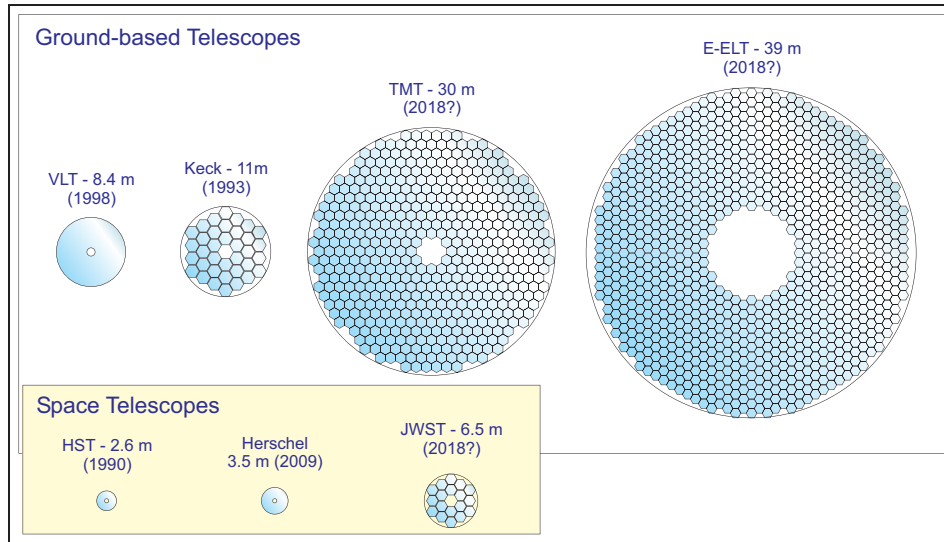 Ground-based Telescopes
E-ELT - 39 m
(2018?)
TMT - 30 m
(2018?)
Keck - 11m
(1993)
VLT - 8.4 m
(1998)
Space Telescopes
HST - 2.6 m
(1990)
Herschel
3.5 m (2009)
JWST - 6.5 m
(2018?)